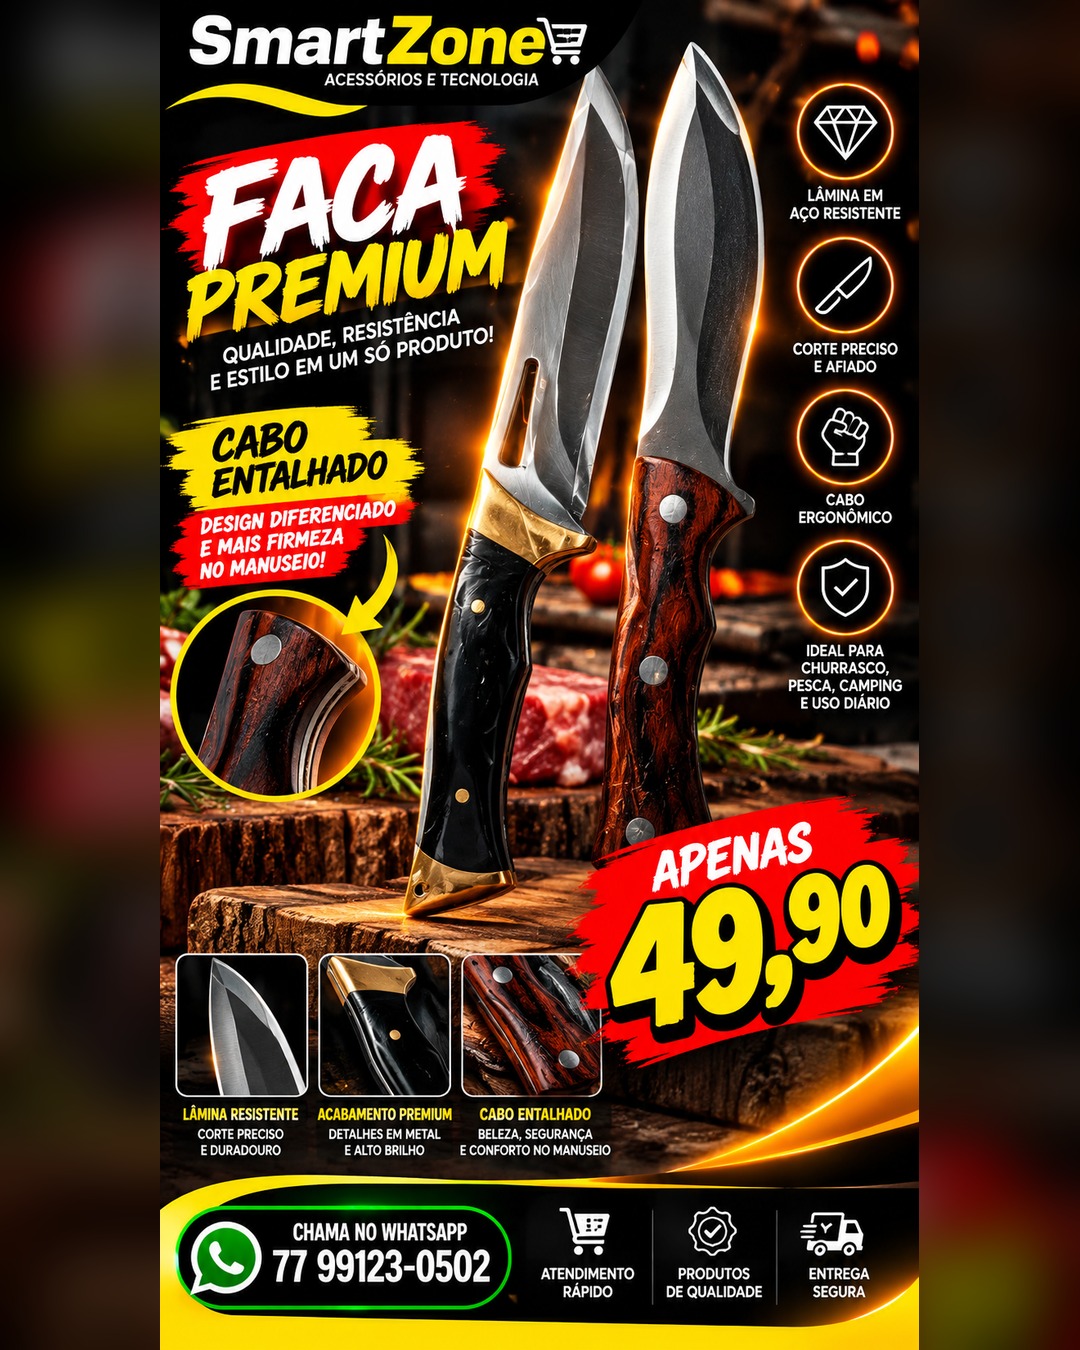 SmartZone
ACESSÓRIOS E TECNOLOGIA
FACA
PREMIUM
QUALIDADE, RESISTÊNCIA
E ESTILO EM UM SÓ PRODUTO!
CABO
ENTALHADO
DESIGN DIFERENCIADO
E MAIS FIRMEZA
NO MANUSEIO!
LÂMINA EM
AÇO RESISTENTE
CORTE PRECISO
E AFIADO
CABO
ERGONÔMICO
IDEAL PARA
CHURRASCO,
PESCA, CAMPING
E USO DIÁRIO
APENAS
49,90
LÂMINA RESISTENTE
CORTE PRECISO
E DURADOURO
ACABAMENTO PREMIUM
DETALHES EM METAL
E ALTO BRILHO
CABO ENTALHADO
BELEZA, SEGURANÇA
E CONFORTO NO MANUSEIO
CHAMA NO WHATSAPP
77 99123-0502
ATENDIMENTO
RÁPIDO
PRODUTOS
DE QUALIDADE
ENTREGA
SEGURA